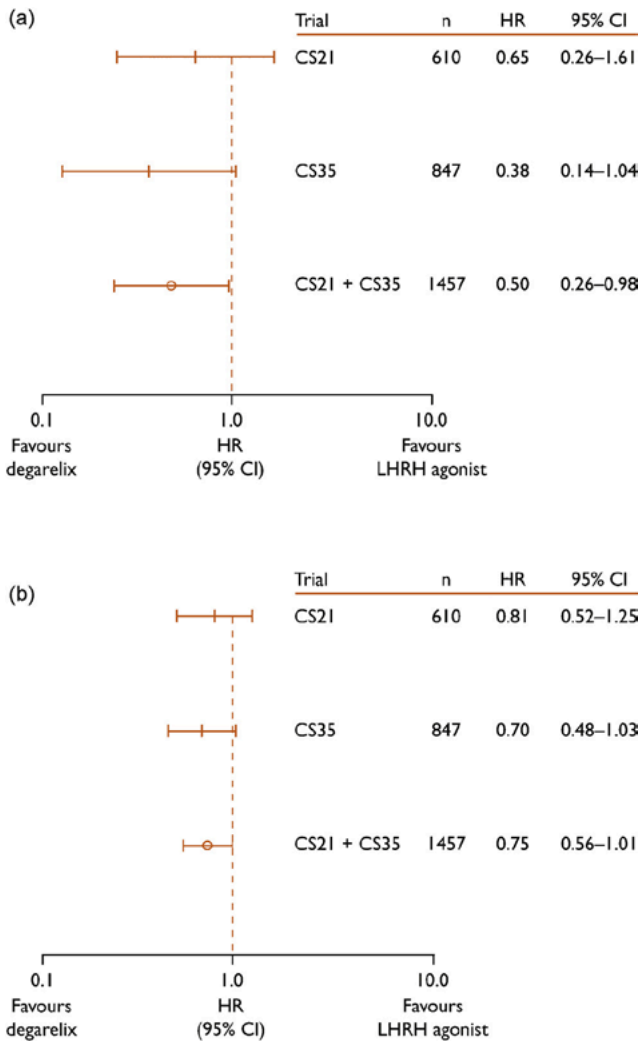 (a)
Trial n HR 95% CI
CS21 610 0.65 0.26–1.61
CS35 847 0.38 0.14–1.04
CS21 + CS35 1457 0.50 0.26–0.98
0.1 1.0 10.0
Favours HR Favours
degarelix (95% CI) LHRH agonist
(b)
Trial n HR 95% CI
CS21 610 0.81 0.52–1.25
CS35 847 0.70 0.48–1.03
CS21 + CS35 1457 0.75 0.56–1.01
0.1 1.0 10.0
Favours HR Favours
degarelix (95% CI) LHRH agonist